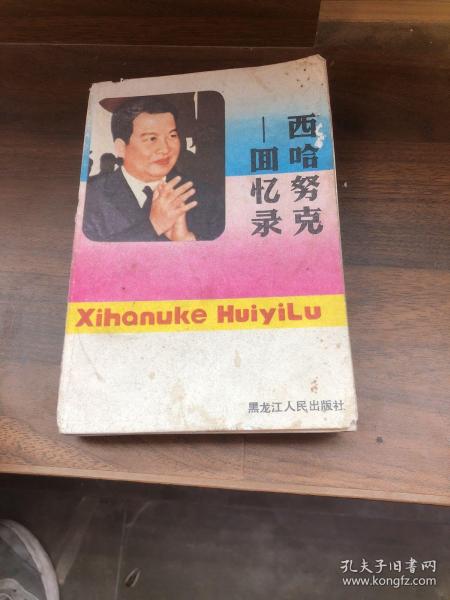 西哈努克
—回忆录
Xihanuke HuiyiLu
黑龙江人民出版社
孔夫子旧书网
www.kongfz.com